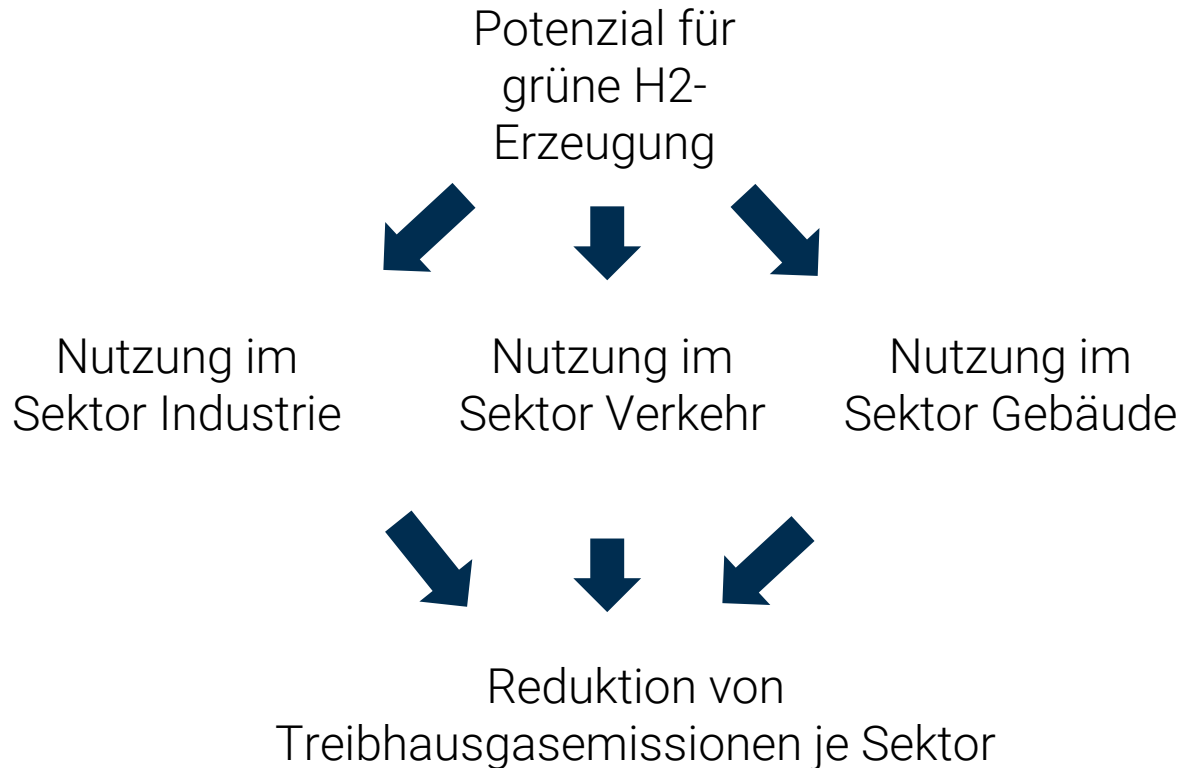 Potenzial für
grüne H2-
Erzeugung
Nutzung im
Sektor Industrie
Nutzung im
Sektor Verkehr
Nutzung im
Sektor Gebäude
Reduktion von
Treibhausgasemissionen je Sektor